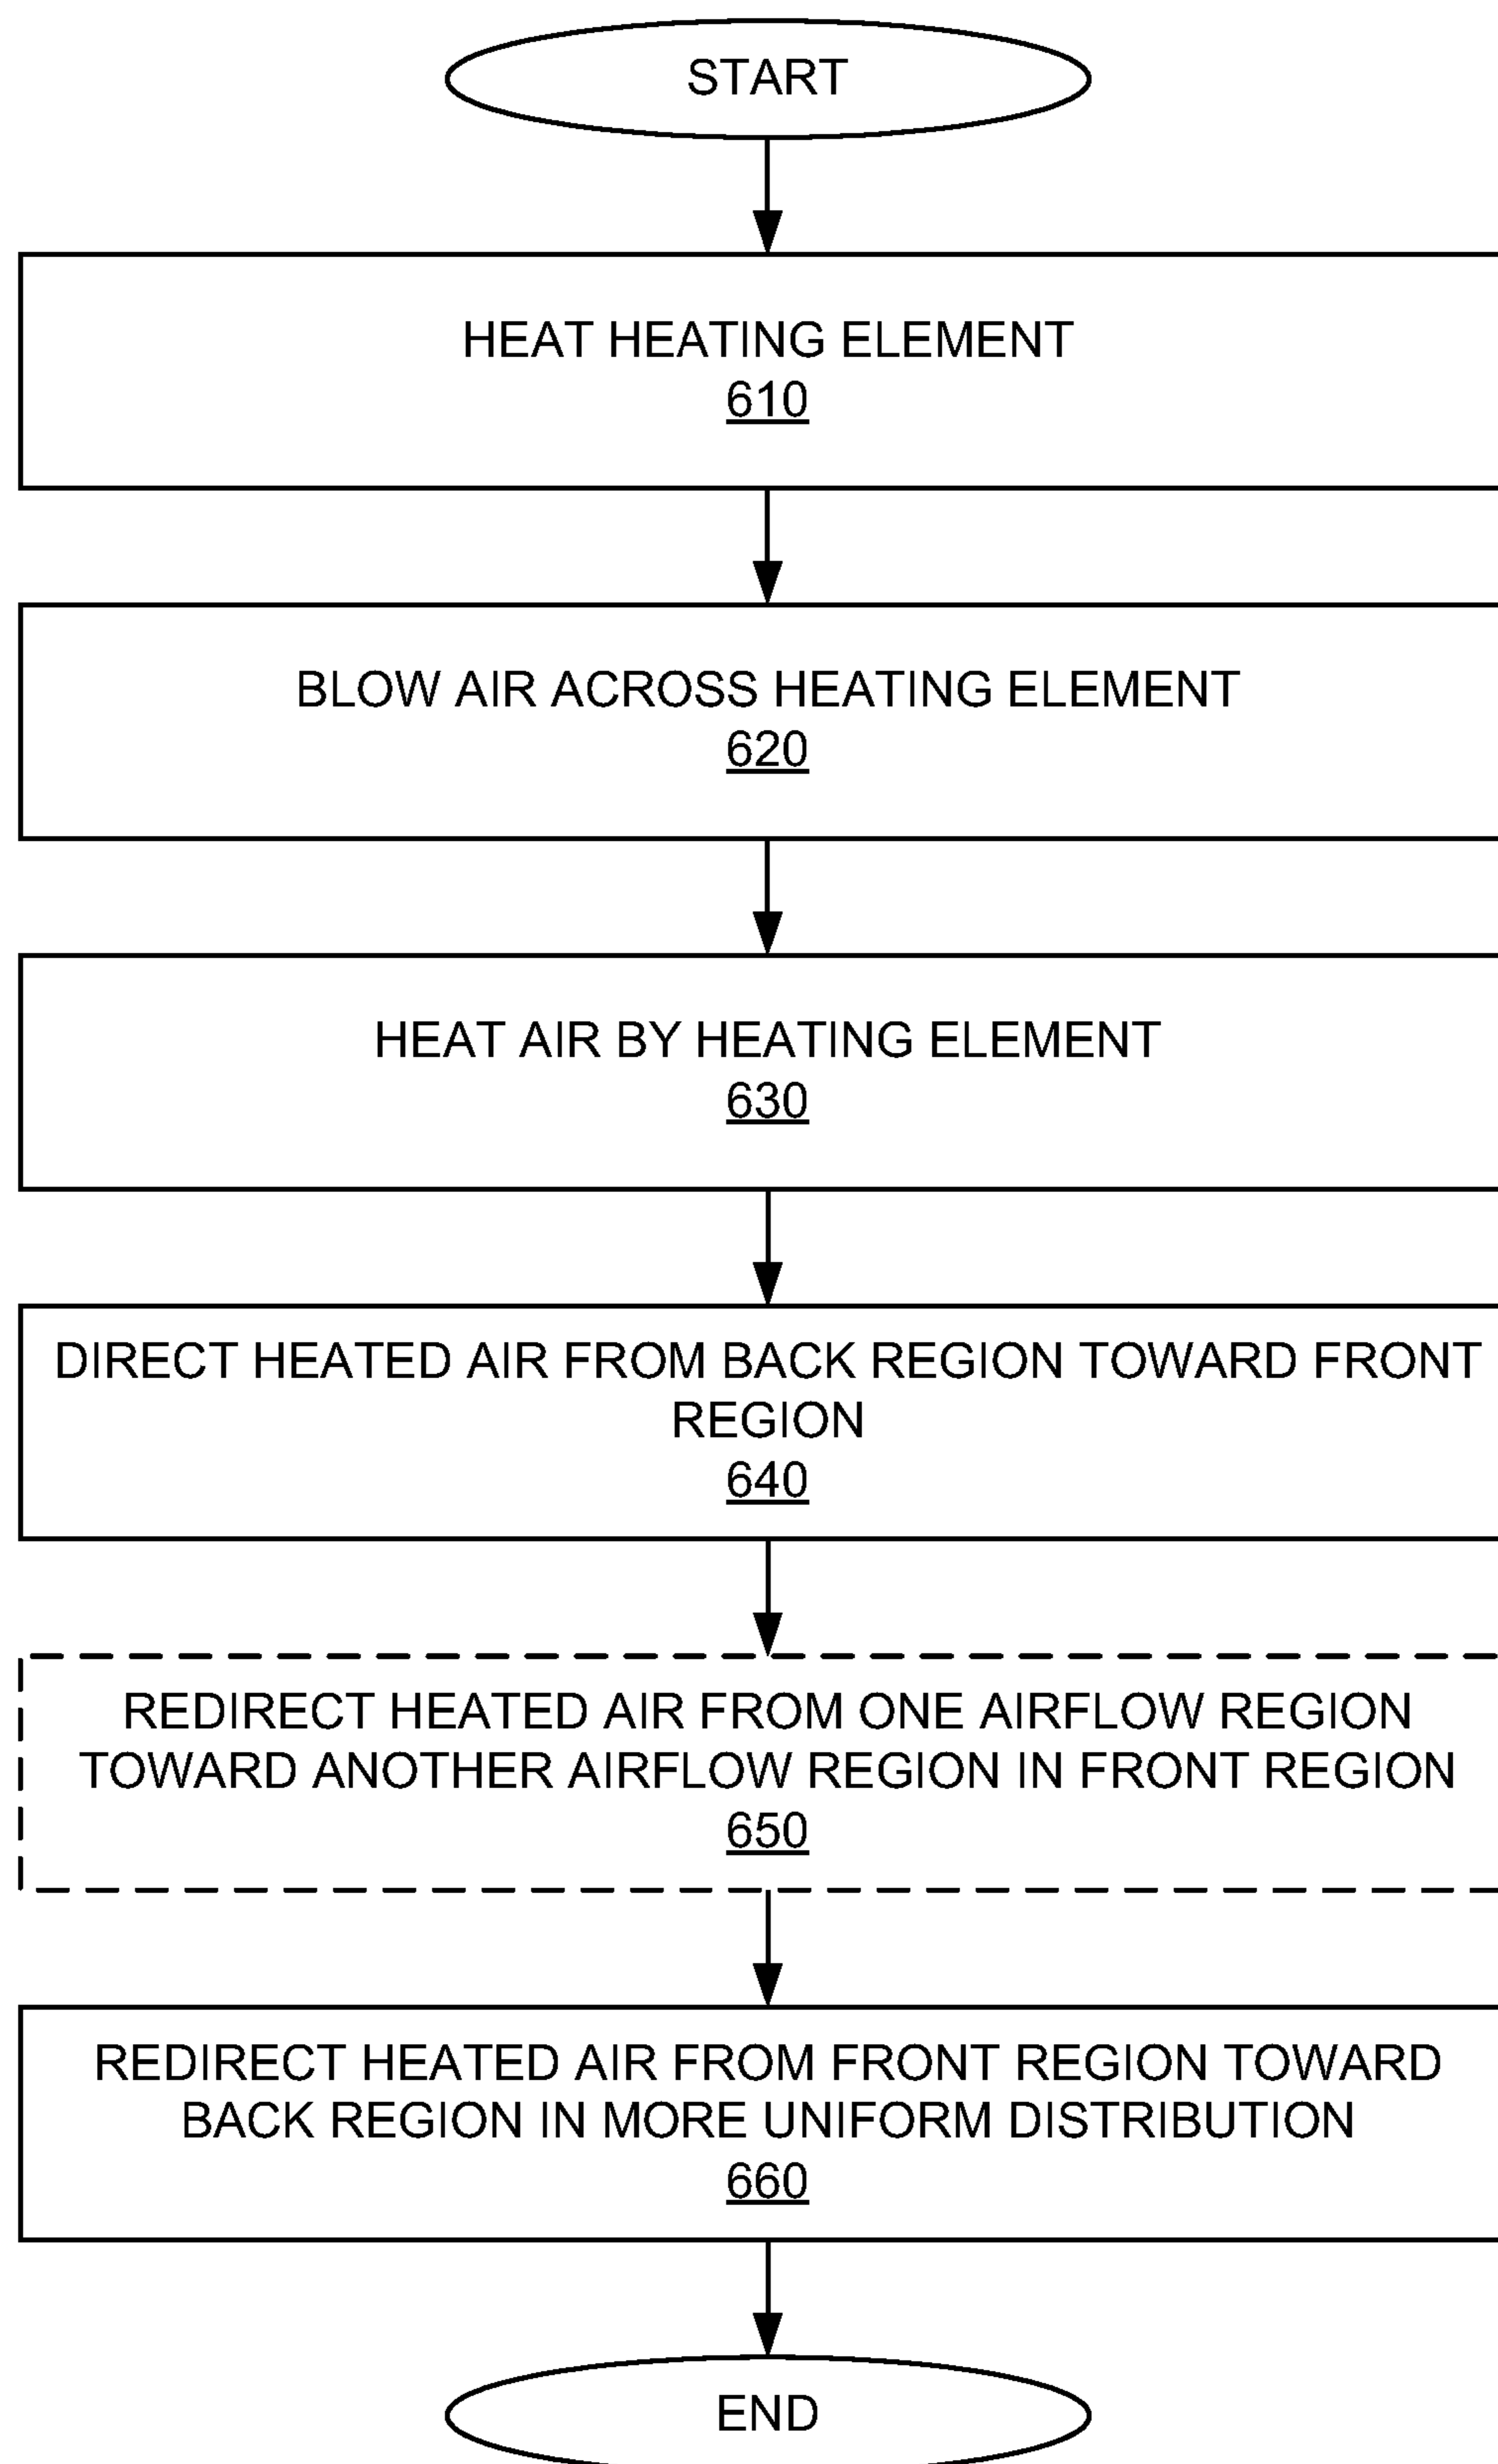 START
HEAT HEATING ELEMENT
610
BLOW AIR ACROSS HEATING ELEMENT
620
HEAT AIR BY HEATING ELEMENT
630
DIRECT HEATED AIR FROM BACK REGION TOWARD FRONT
REGION
640
REDIRECT HEATED AIR FROM ONE AIRFLOW REGION
TOWARD ANOTHER AIRFLOW REGION IN FRONT REGION
650
REDIRECT HEATED AIR FROM FRONT REGION TOWARD
BACK REGION IN MORE UNIFORM DISTRIBUTION
660
END